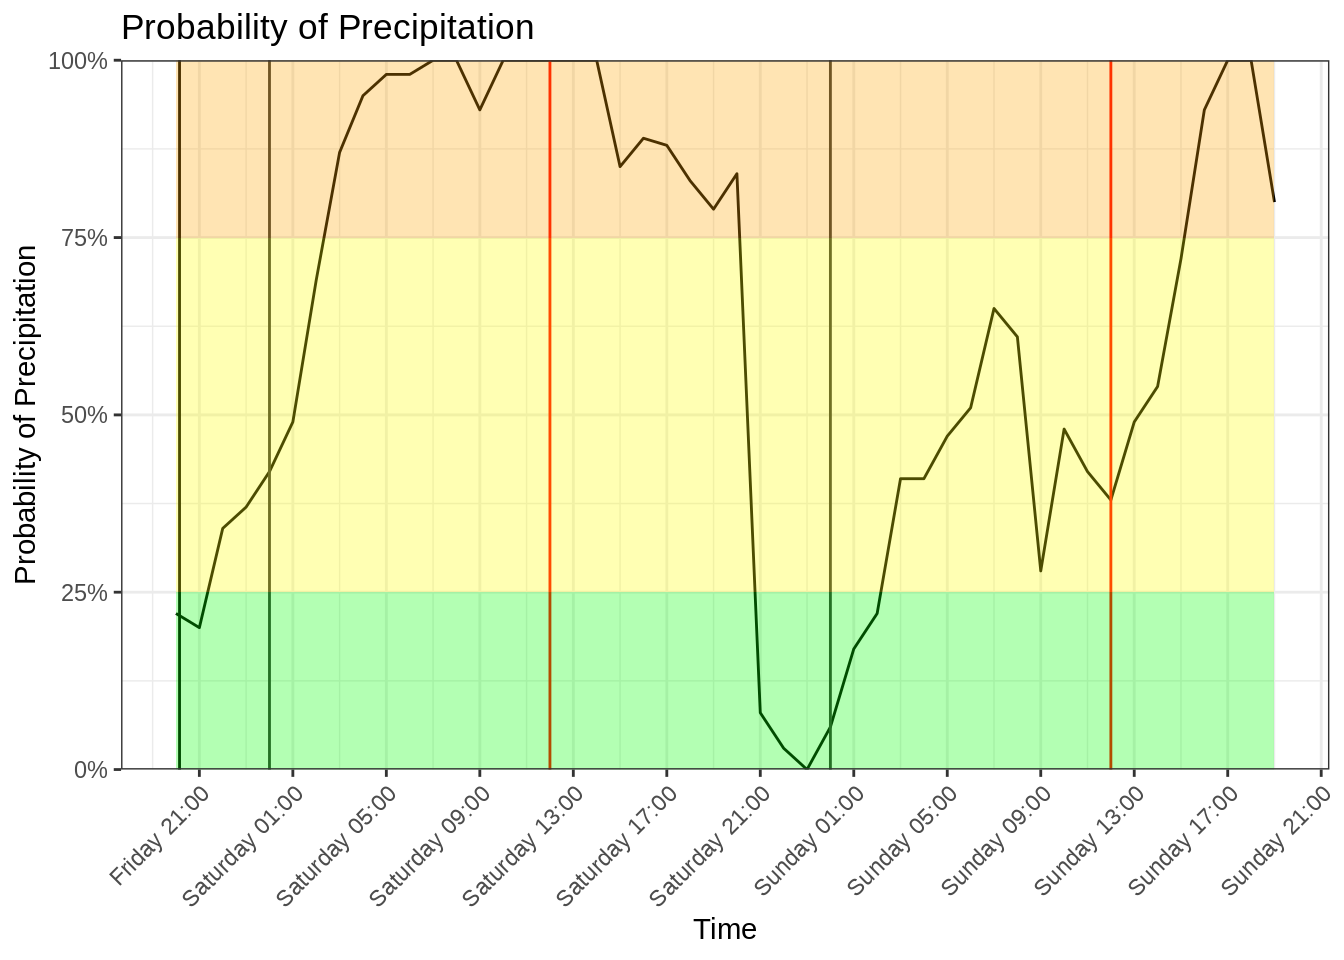 Probability of Precipitation
Probability of Precipitation
100%
75%
50%
25%
0%
Friday 21:00
Saturday 01:00
Saturday 05:00
Saturday 09:00
Saturday 13:00
Saturday 17:00
Saturday 21:00
Sunday 01:00
Sunday 05:00
Sunday 09:00
Sunday 13:00
Sunday 17:00
Sunday 21:00
Time